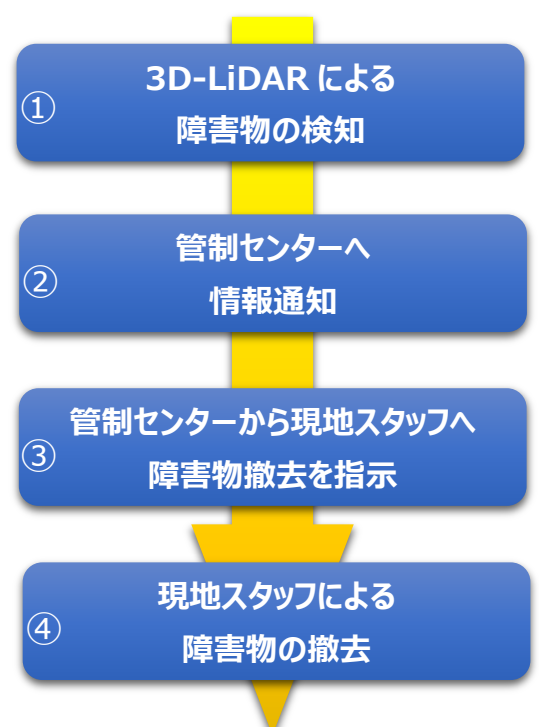 ①
3D-LiDAR による
障害物の検知
②
管制センターへ
情報通知
③
管制センターから現地スタッフへ
障害物撤去を指示
④
現地スタッフによる
障害物の撤去